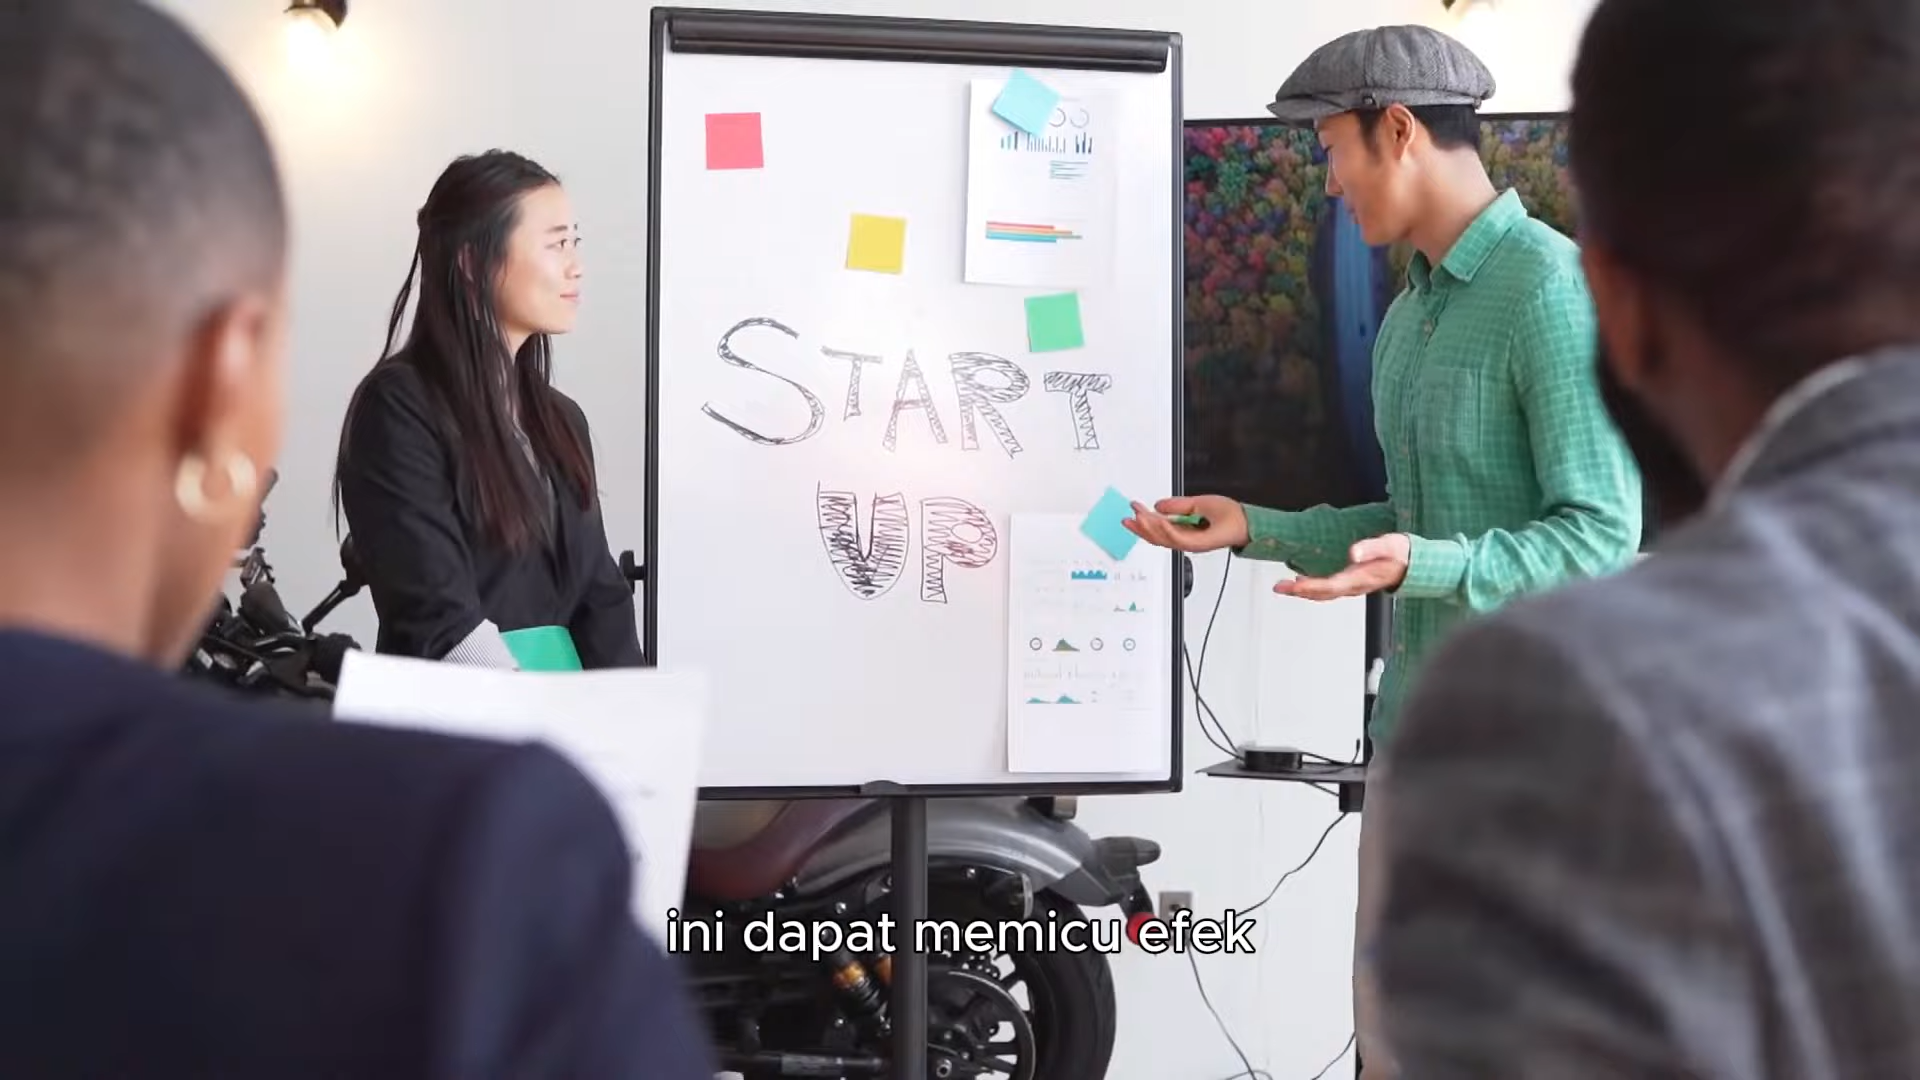 START
UP
ini dapat memicu efek